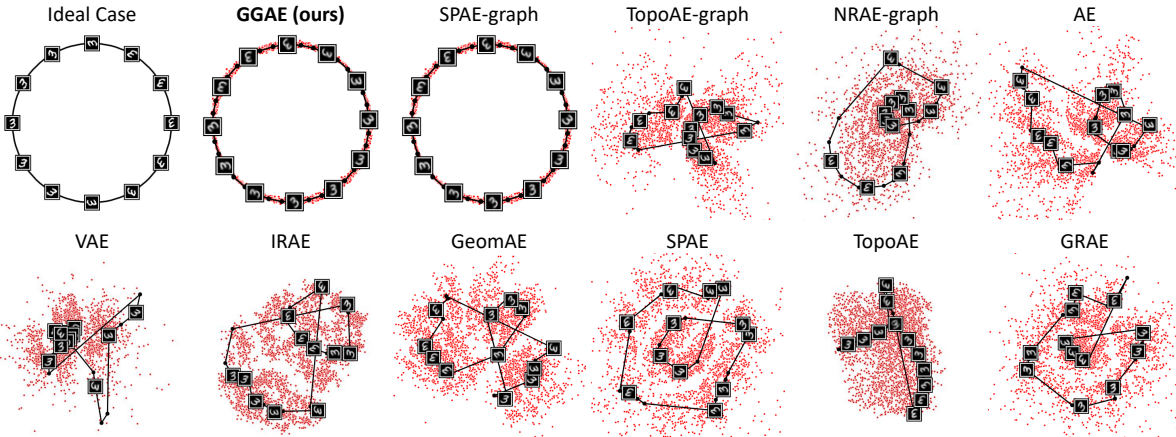 Ideal Case
GGAE (ours)
SPAE-graph
TopoAE-graph
NRAE-graph
AE
VAE
IRAE
GeomAE
SPAE
TopoAE
GRAE